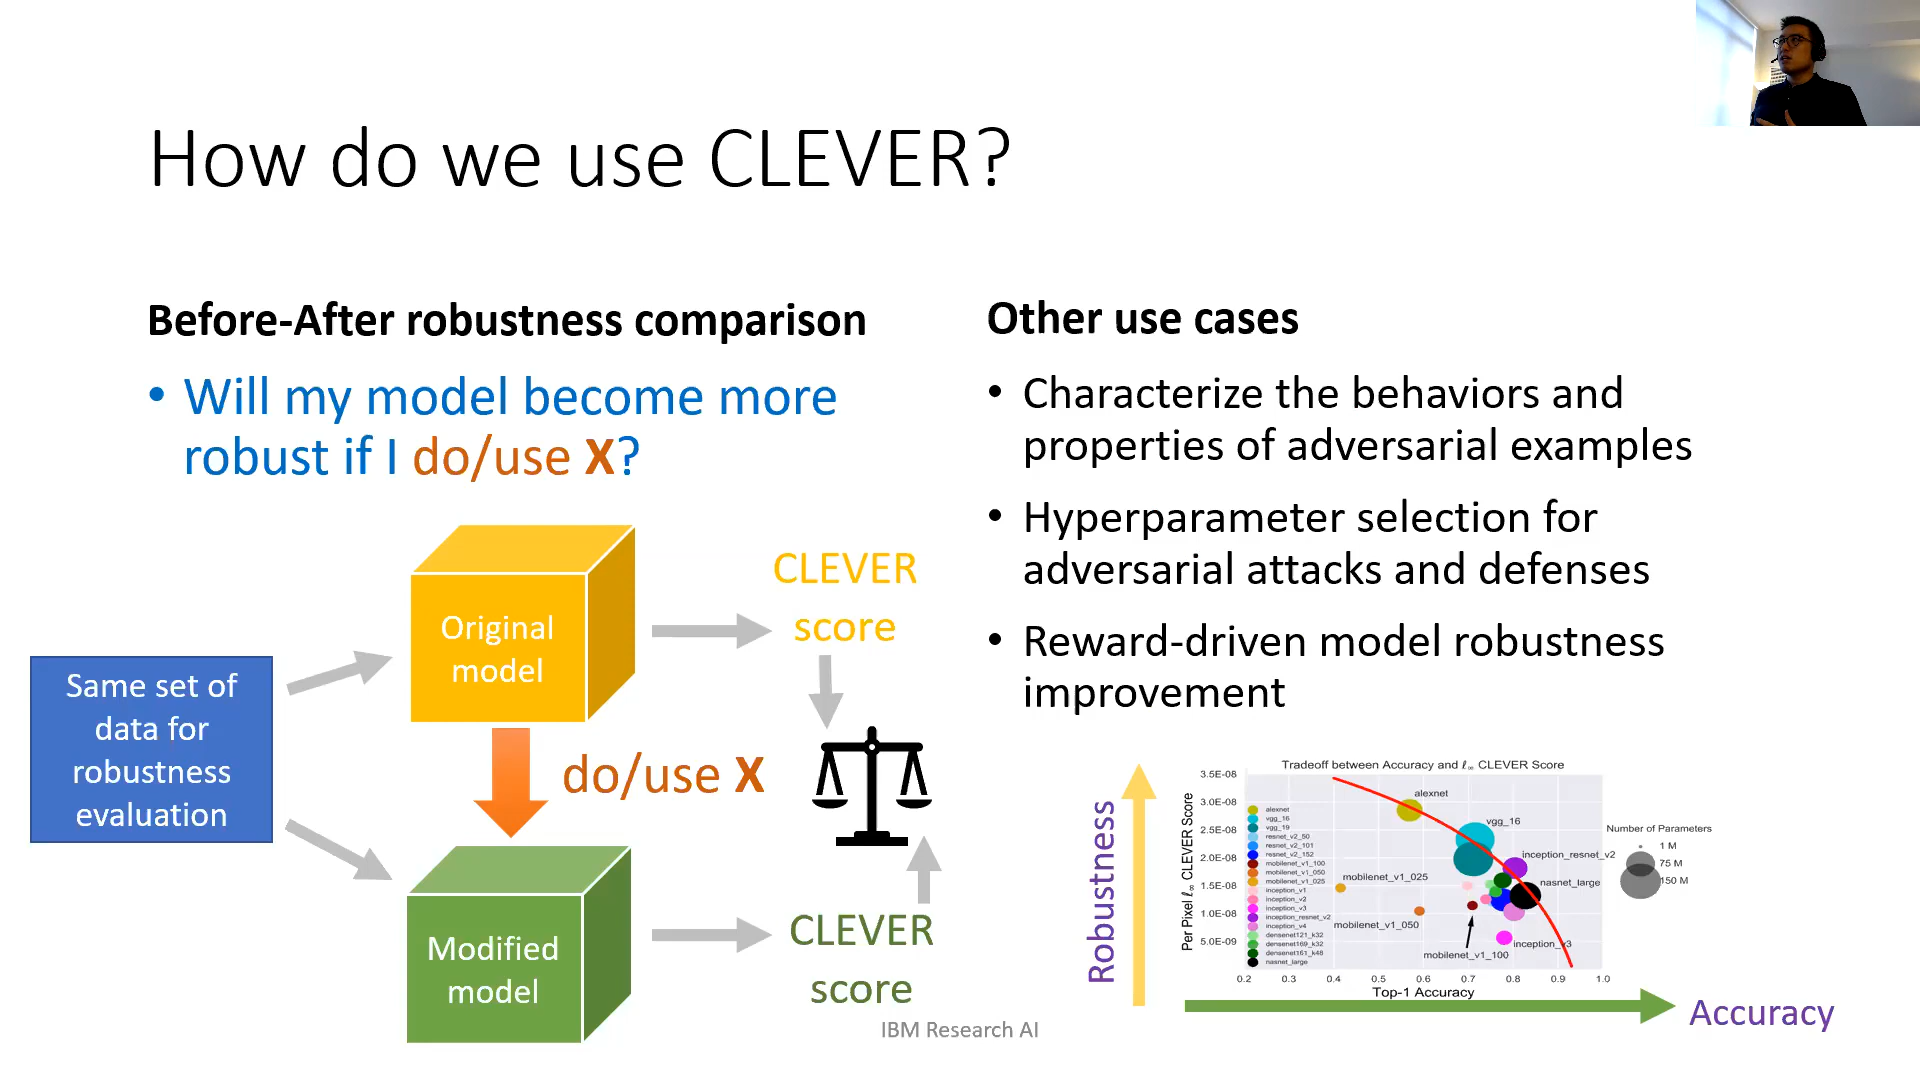 How do we use CLEVER?
Before-After robustness comparison
• Will my model become more
robust if I do/use X?
Same set of
data for
robustness
evaluation
Original
model
CLEVER
score
do/use X
Modified
model
CLEVER
score
Other use cases
• Characterize the behaviors and
properties of adversarial examples
• Hyperparameter selection for
adversarial attacks and defenses
• Reward-driven model robustness
improvement
Robustness
Tradeoff between Accuracy and ℓ∞ CLEVER Score
Per Pixel ℓ∞ CLEVER Score
3.5E-08
3.0E-08
2.5E-08
2.0E-08
1.5E-08
1.0E-08
5.0E-09
alexnet
vgg_16
vgg_19
resnet_v2_50
resnet_v2_101
resnet_v2_152
mobilenet_v1_100
mobilenet_v1_050
mobilenet_v1_025
inception_v1
inception_v2
inception_v3
inception_resnet_v2
inception_v4
densenet121_k32
densenet169_k32
densenet161_k48
nasnet_large
alexnet
vgg_16
inception_resnet_v2
nasnet_large
mobilenet_v1_025
mobilenet_v1_050
mobilenet_v1_100
inception_v3
Number of Parameters
1 M
75 M
150 M
0.2 0.3 0.4 0.5 0.6 0.7 0.8 0.9 1.0
Top-1 Accuracy
Accuracy
IBM Research AI